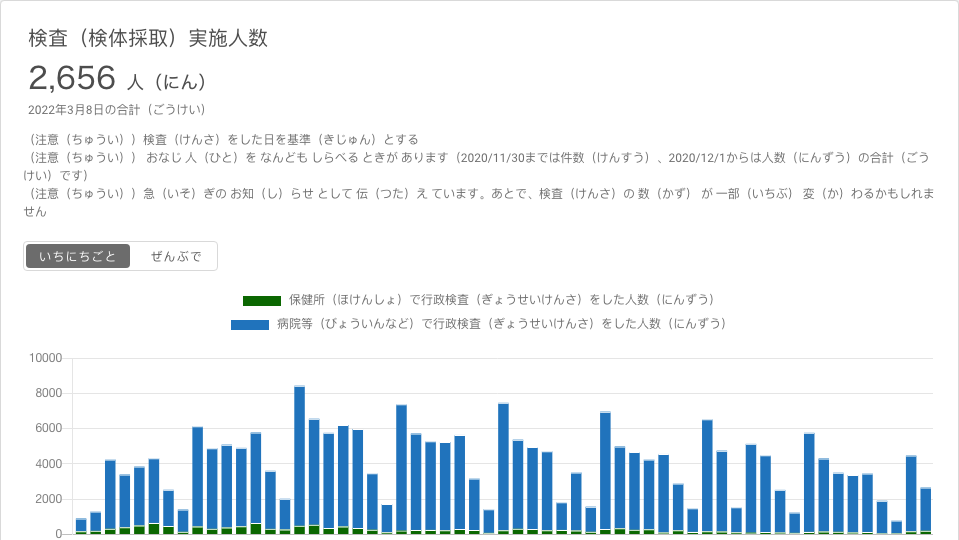 検査（検体採取）実施人数
2,656 人（にん）
2022年3月8日の合計（ごうけい）
（注意（ちゅうい））検査（けんさ）をした日を基準（きじゅん）とする
（注意（ちゅうい）） おなじ 人（ひと）を なんども しらべる ときが あります（2020/11/30までは件数（けんすう）、2020/12/1からは人数（にんずう）の合計（ごう
けい）です）
（注意（ちゅうい））急（いそ）ぎの お知（し）らせ として 伝（つた）え ています。あとで、検査（けんさ）の 数（かず） が 一部（いちぶ） 変（か）わるかもしれま
せん
いちにちごと ぜんぶで
保健所（ほけんしょ）で行政検査（ぎょうせいけんさ）をした人数（にんずう）
病院等（びょういんなど）で行政検査（ぎょうせいけんさ）をした人数（にんずう）
10000
8000
6000
4000
2000
0